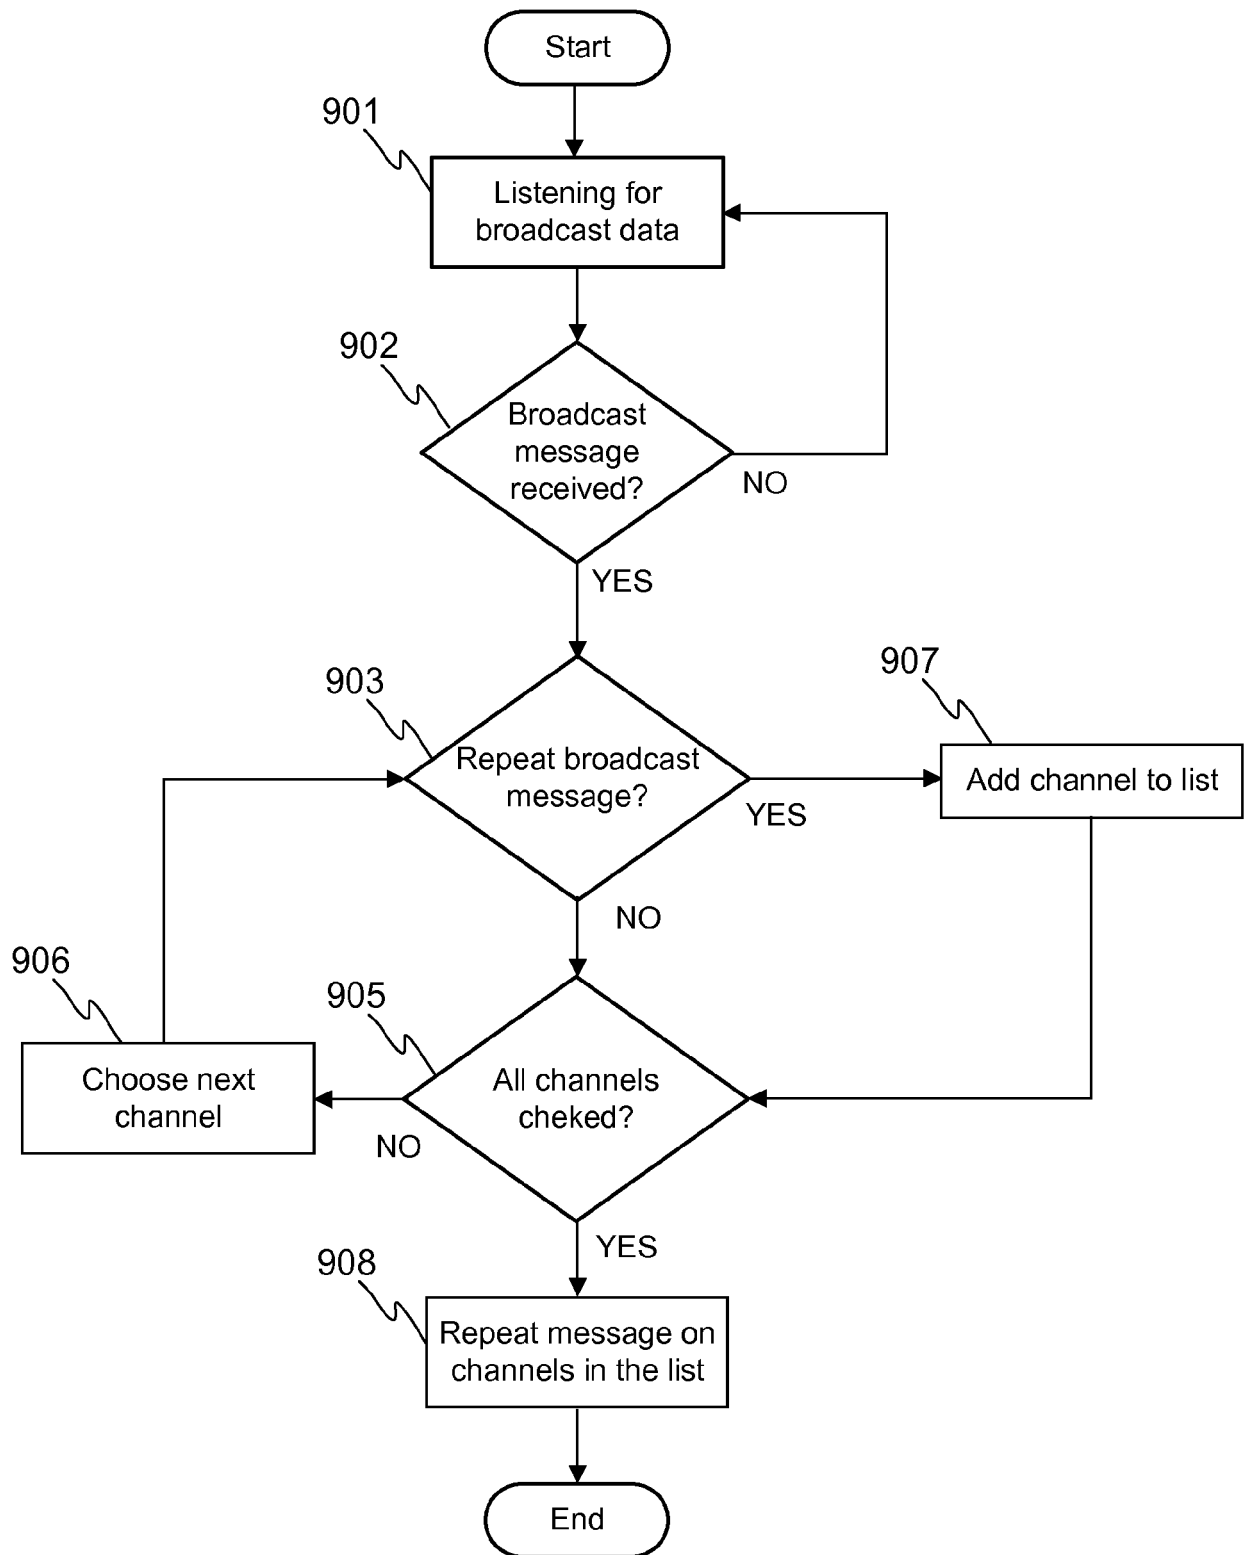 Start
901
Listening for
broadcast data
902
Broadcast
message
received?
NO
YES
903
907
Repeat broadcast
message?
Add channel to list
YES
NO
906
905
Choose next
channel
All channels
cheked?
NO
YES
908
Repeat message on
channels in the list
End